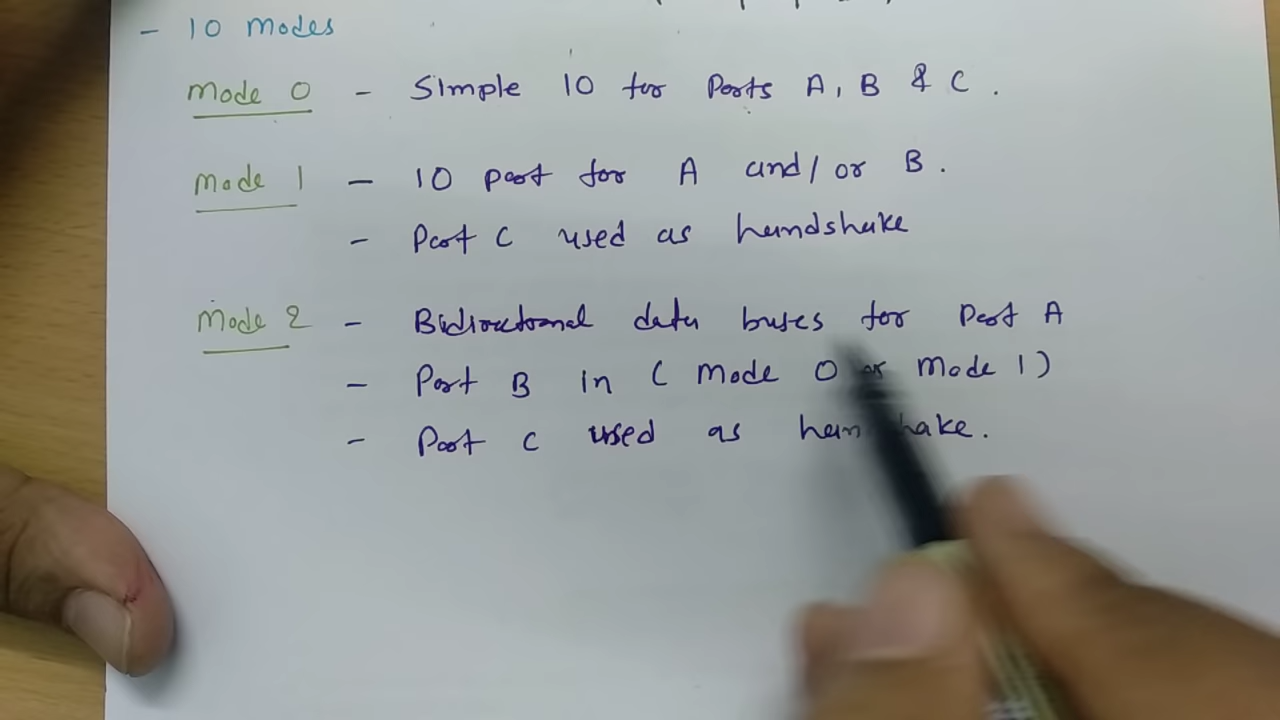 - IO modes
Mode 0 - Simple IO for Ports A, B & C.
Mode 1 - IO port for A and/or B.
- Port C used as handshake
Mode 2 - Bidirectional data buses for Port A
- Port B in ( Mode 0 or Mode 1 )
- Port C used as handshake.